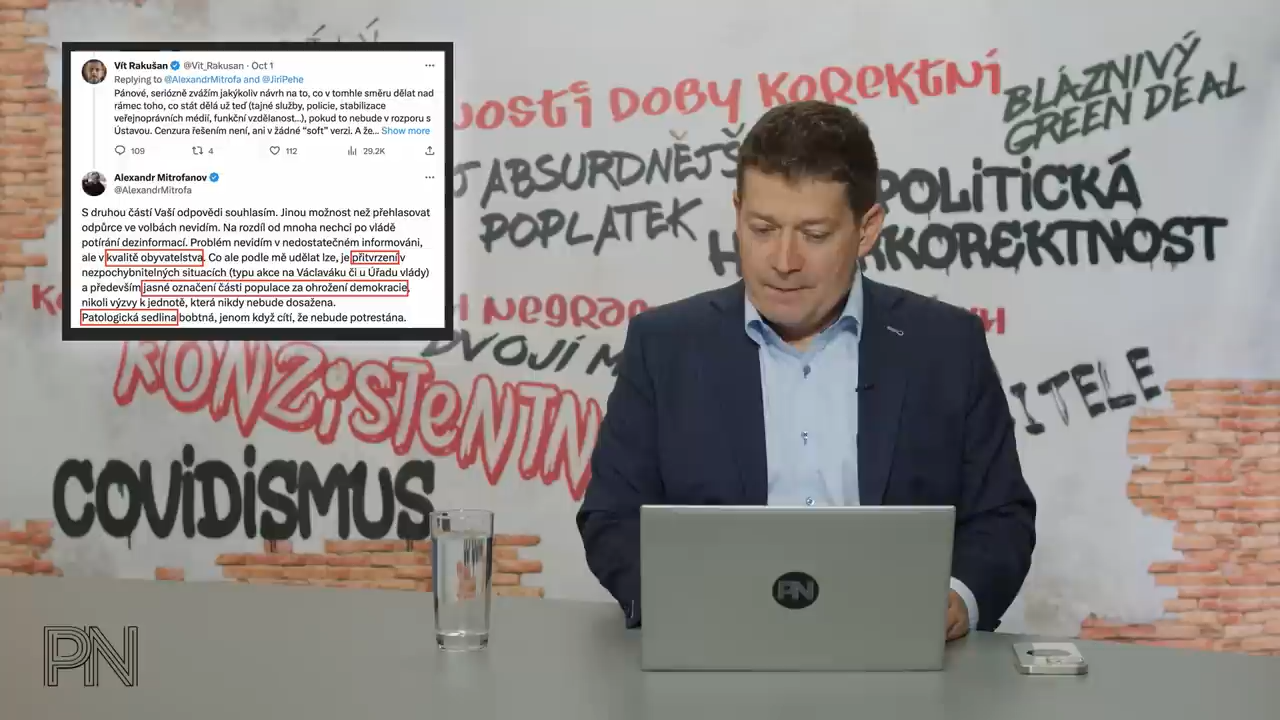 Vít Rakušan @Vit_Rakusan · Oct 1
Replying to @AlexandrMitrofa and @JiriPehe
Pánové, seriózně zvážím jakýkoliv návrh na to, co v tomhle směru dělat nad
rámec toho, co stát dělá už teď (tajné služby, policie, stabilizace
veřejnoprávních médií, funkční vzdělanost...), pokud to nebude v rozporu s
Ústavou. Cenzura řešením není, ani v žádné "soft" verzi. A že... Show more
109 4 112 29.2K
Alexandr Mitrofanov
@AlexandrMitrofa
S druhou částí Vaší odpovědi souhlasím. Jinou možnost než přehlasovat
odpůrce ve volbách nevidím. Na rozdíl od mnoha nechci po vládě
potírání dezinformací. Problém nevidím v nedostatečném informováni,
ale v kvalitě obyvatelstva. Co ale podle mě udělat lze, je přitvrzení v
nezpochybnitelných situacích (typu akce na Václaváku či u Úřadu vlády)
a především jasné označení části populace za ohrožení demokracie,
nikoli výzvy k jednotě, která nikdy nebude dosažena.
Patologická sedlina bobtná, jenom když cítí, že nebude potrestána.
DOBY KOREKTNÍ
BLÁZNIVÝ
GREEN DEAL
POPLATEK
POLITICKÁ
KOREKTNOST
DVOJÍ
KONZISTENTN
ITELE
COVIDISMUS
PN
PN